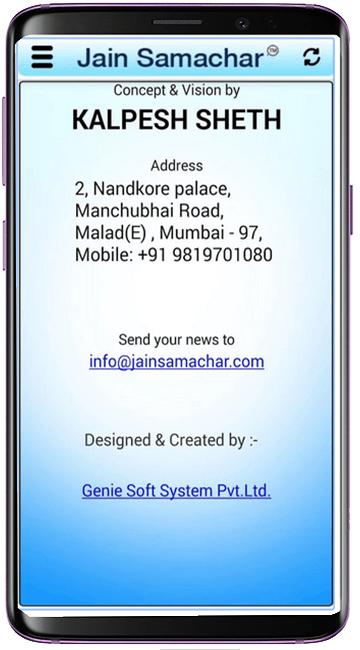 Jain Samachar™
Concept & Vision by
KALPESH SHETH
Address
2, Nandkore palace,
Manchubhai Road,
Malad(E) , Mumbai - 97,
Mobile: +91 9819701080
Send your news to
info@jainsamachar.com
Designed & Created by :-
Genie Soft System Pvt.Ltd.